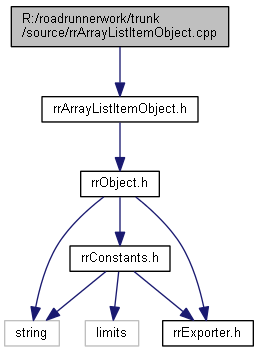 R:/roadrunnerwork/trunk
/source/rrArrayListItemObject.cpp
rrArrayListItemObject.h
rrObject.h
rrConstants.h
string
limits
rrExporter.h